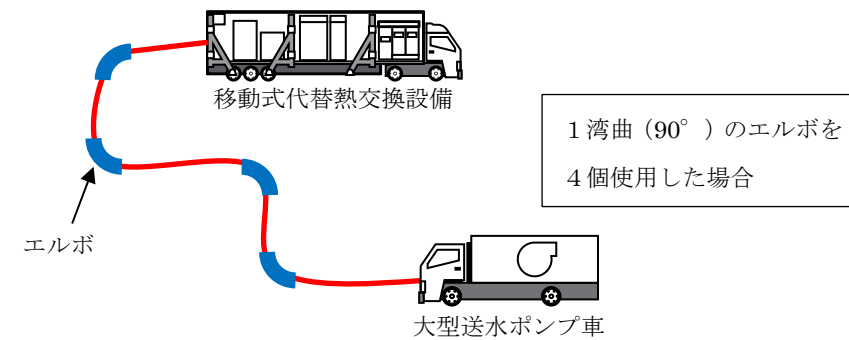 移動式代替熱交換設備
1湾曲（90°）のエルボを
4個使用した場合
エルボ
大型送水ポンプ車